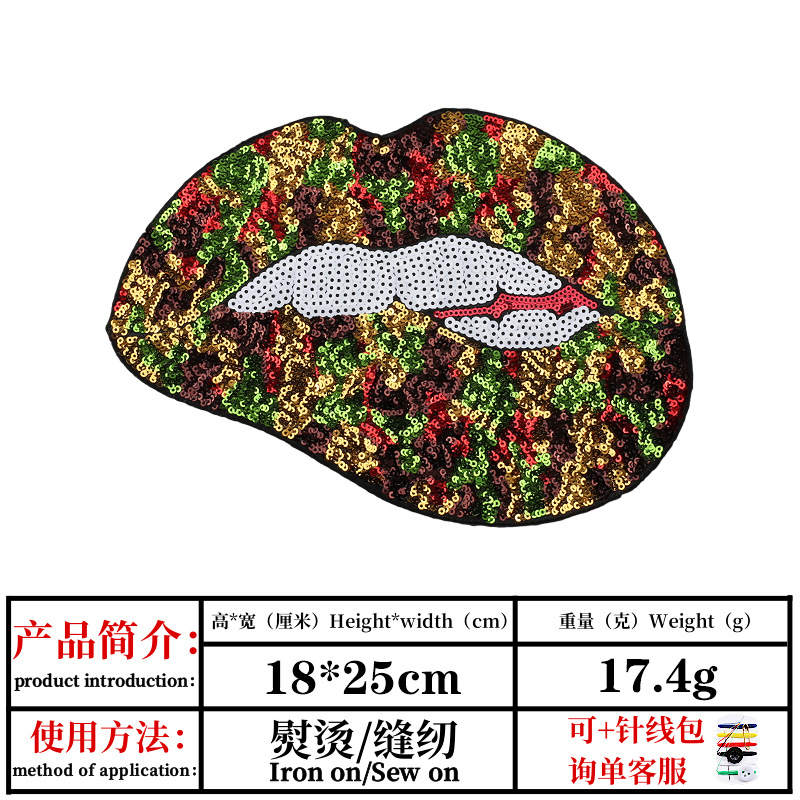 产品简介：
product introduction：
高*宽（厘米）Height*width（cm）
重量（克）Weight（g）
18*25cm
17.4g
使用方法：
method of application：
熨烫/缝纫
Iron on/Sew on
可+针线包
询单客服